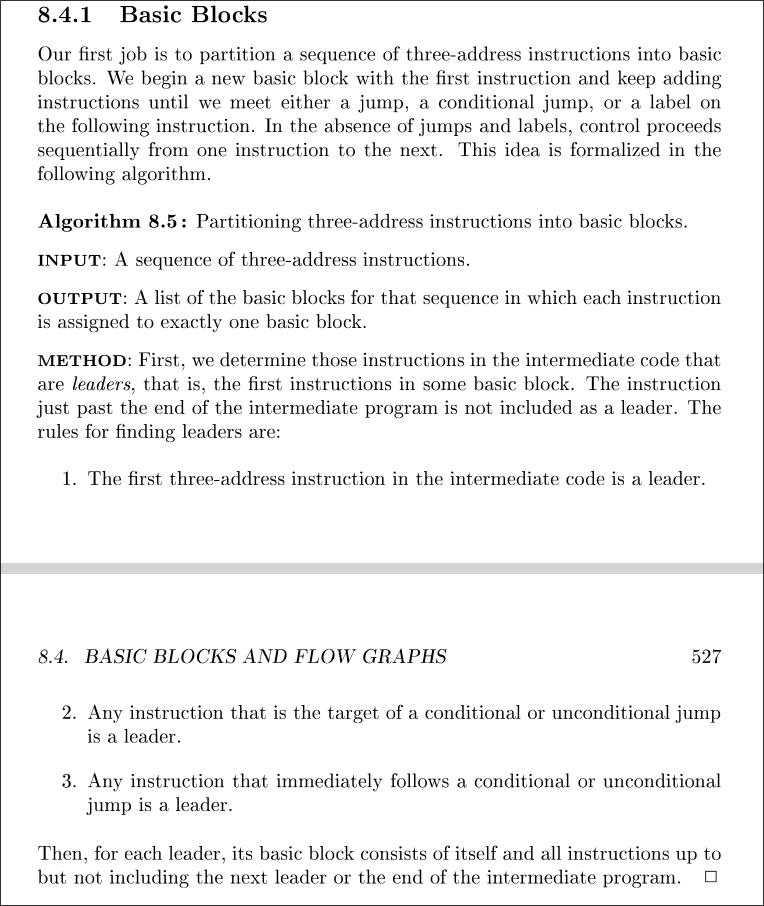 8.4.1 Basic Blocks
Our first job is to partition a sequence of three-address instructions into basic
blocks. We begin a new basic block with the first instruction and keep adding
instructions until we meet either a jump, a conditional jump, or a label on
the following instruction. In the absence of jumps and labels, control proceeds
sequentially from one instruction to the next. This idea is formalized in the
following algorithm.
Algorithm 8.5: Partitioning three-address instructions into basic blocks.
INPUT: A sequence of three-address instructions.
OUTPUT: A list of the basic blocks for that sequence in which each instruction
is assigned to exactly one basic block.
METHOD: First, we determine those instructions in the intermediate code that
are leaders, that is, the first instructions in some basic block. The instruction
just past the end of the intermediate program is not included as a leader. The
rules for finding leaders are:
1. The first three-address instruction in the intermediate code is a leader.
8.4. BASIC BLOCKS AND FLOW GRAPHS 527
2. Any instruction that is the target of a conditional or unconditional jump
is a leader.
3. Any instruction that immediately follows a conditional or unconditional
jump is a leader.
Then, for each leader, its basic block consists of itself and all instructions up to
but not including the next leader or the end of the intermediate program. □